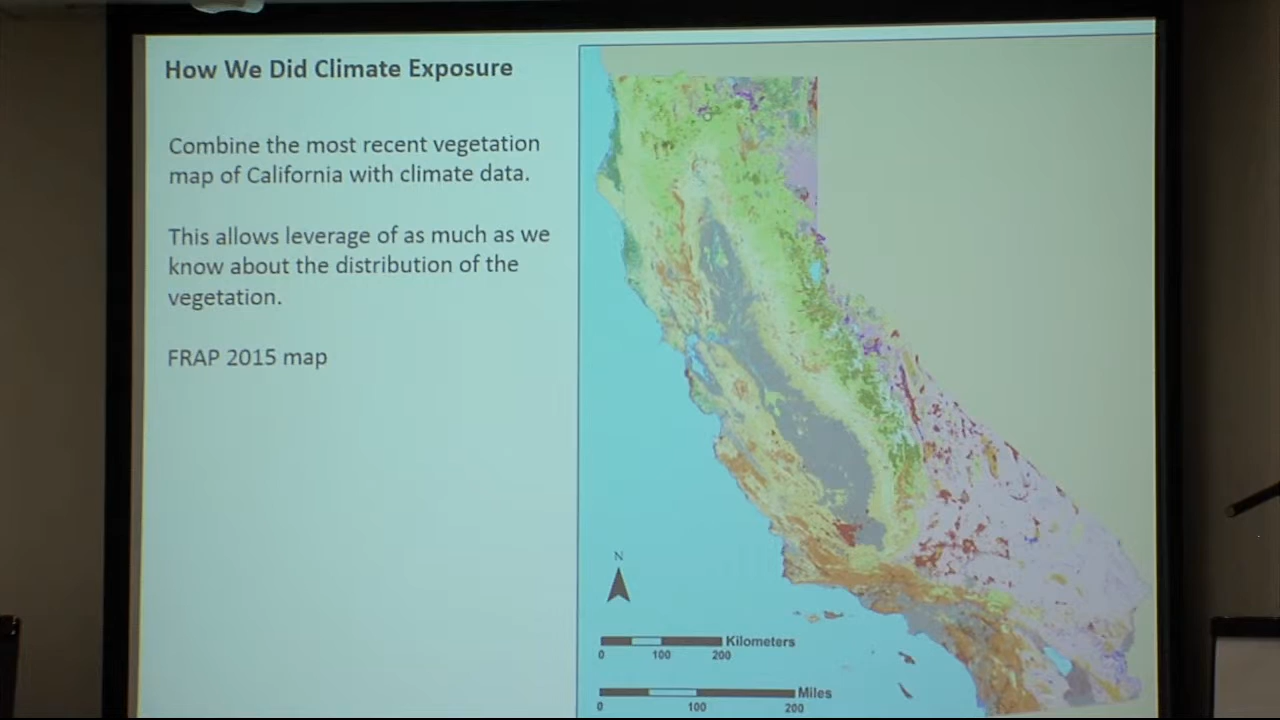 How We Did Climate Exposure
Combine the most recent vegetation
map of California with climate data.
This allows leverage of as much as we
know about the distribution of the
vegetation.
FRAP 2015 map
N
Kilometers
0 100 200
Miles
0 100 200